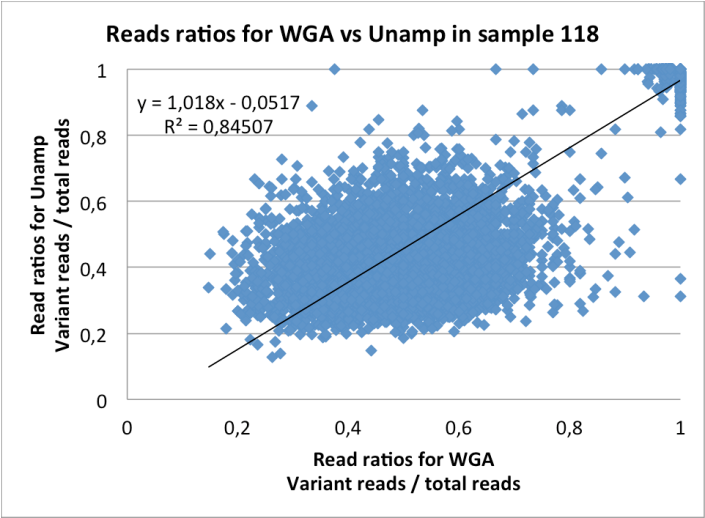 Reads ratios for WGA vs Unamp in sample 118
y = 1,018x - 0,0517
R² = 0,84507
Read ratios for Unamp
Variant reads / total reads
1
0,8
0,6
0,4
0,2
0
0 0,2 0,4 0,6 0,8 1
Read ratios for WGA
Variant reads / total reads